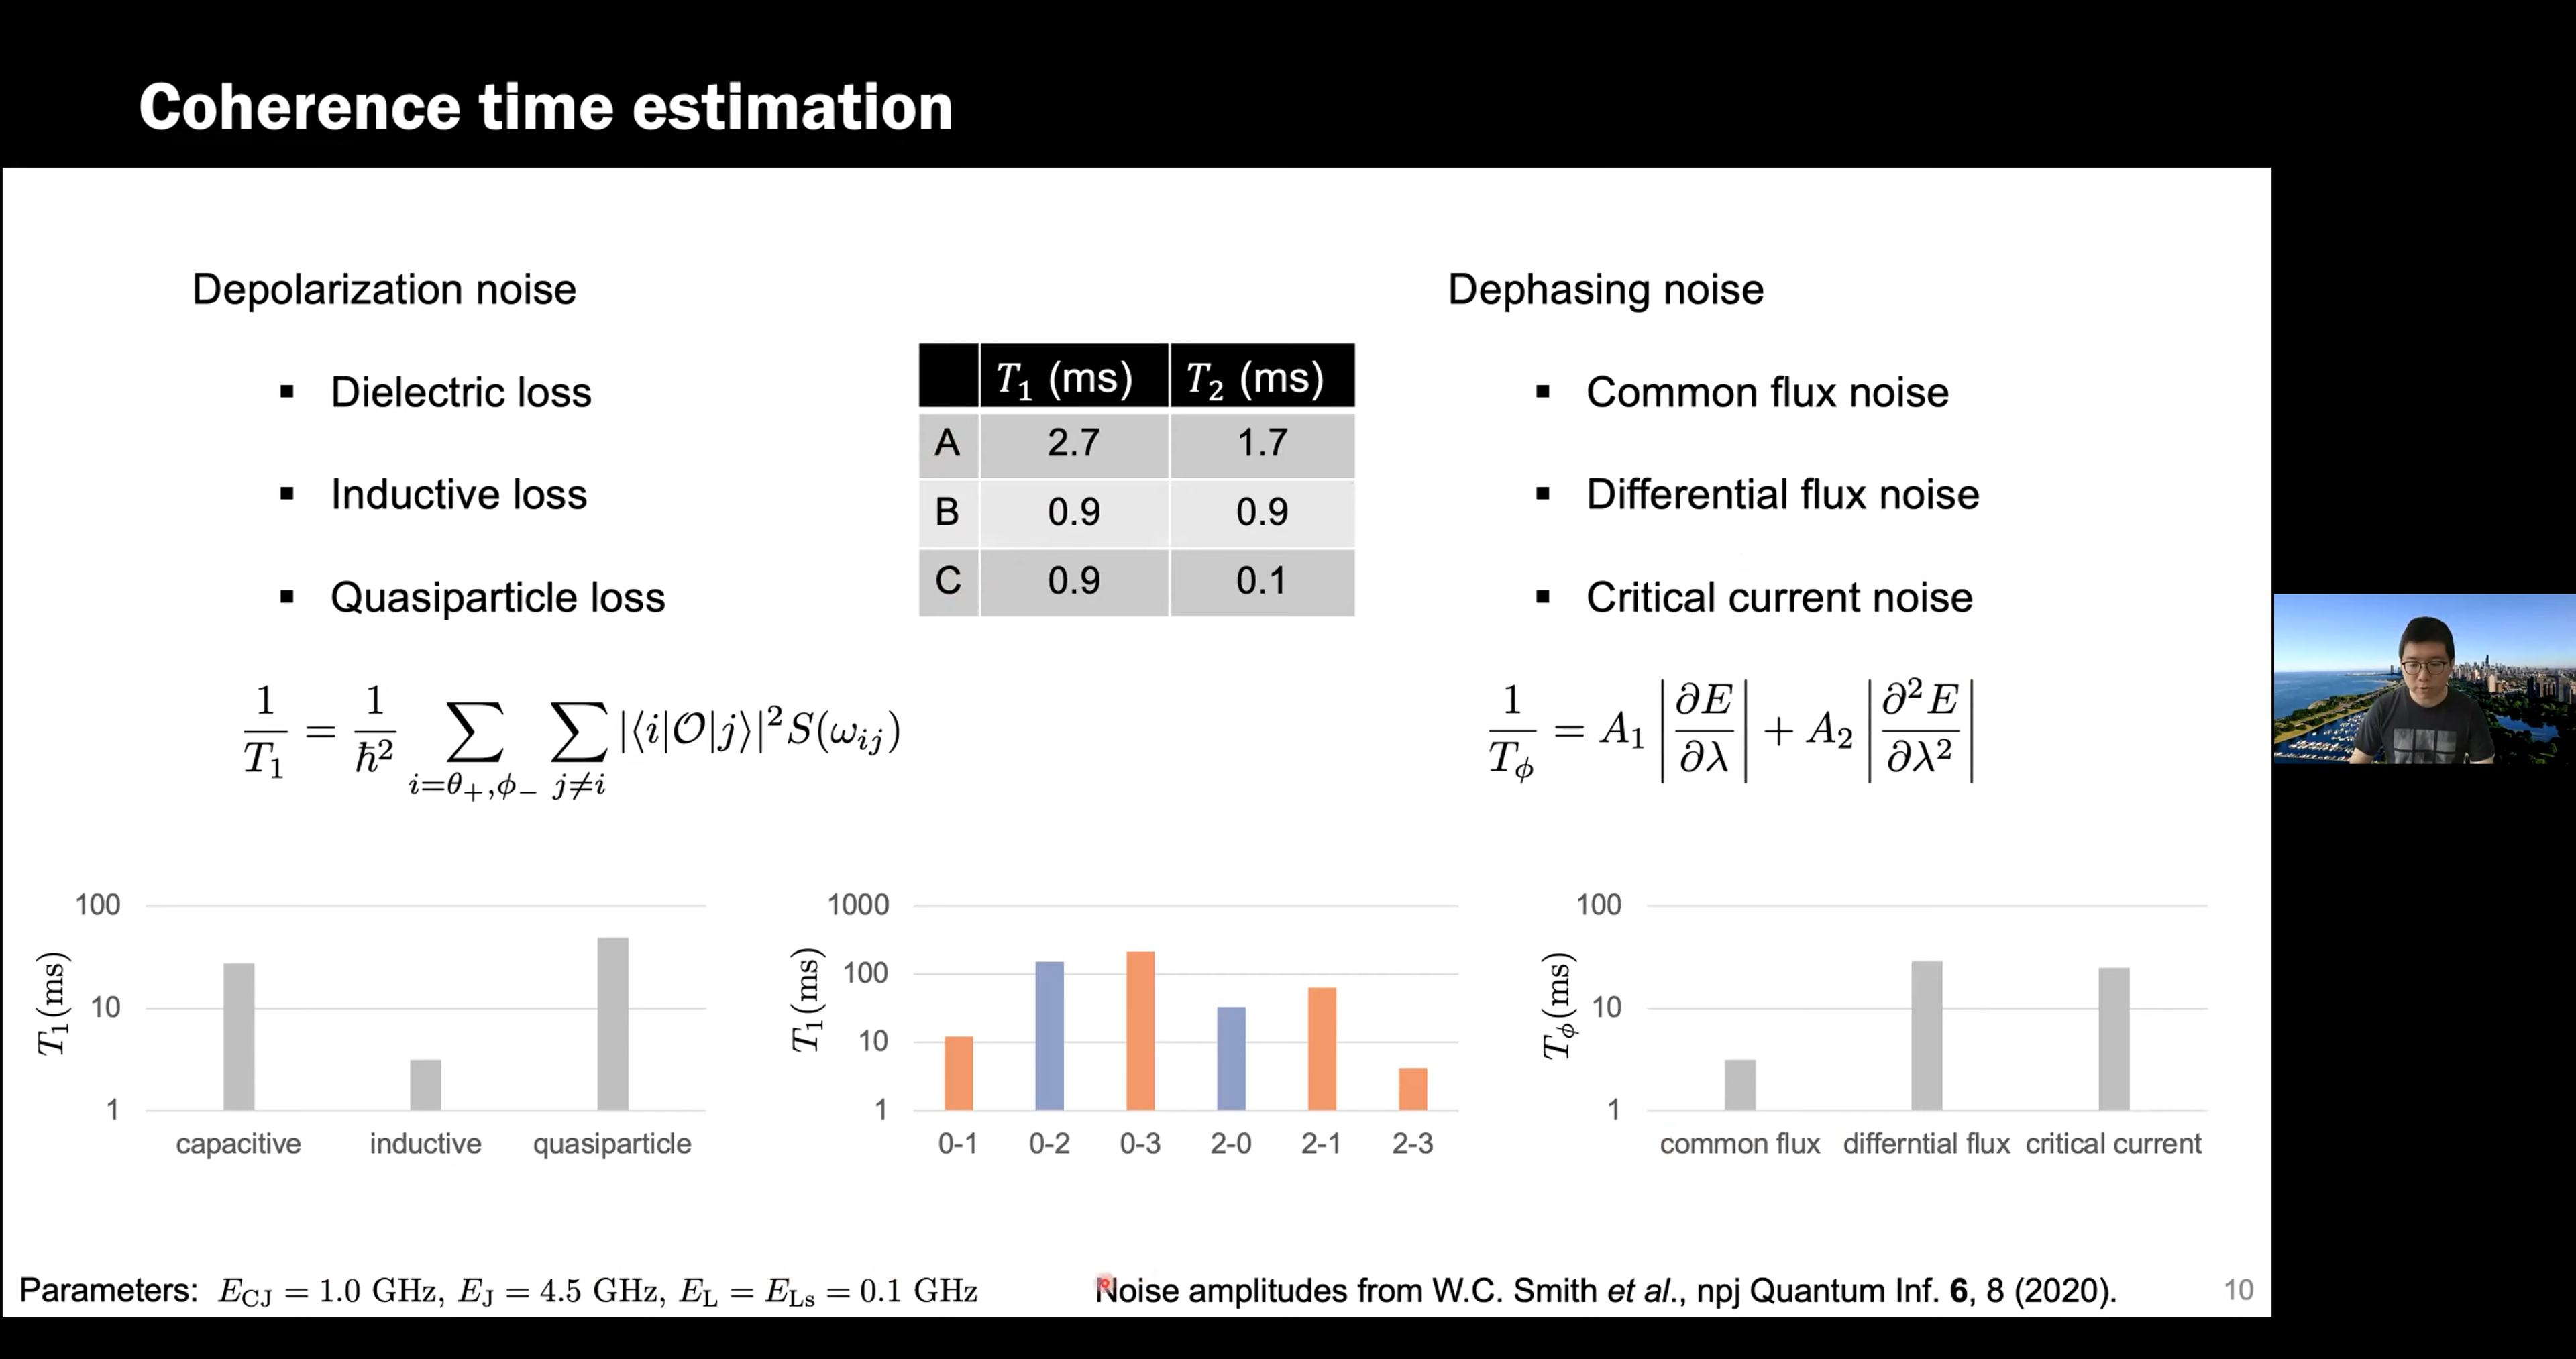 Coherence time estimation
Depolarization noise
▪ Dielectric loss
▪ Inductive loss
▪ Quasiparticle loss
T₁ (ms) T₂ (ms)
A 2.7 1.7
B 0.9 0.9
C 0.9 0.1
Dephasing noise
▪ Common flux noise
▪ Differential flux noise
▪ Critical current noise
1/T₁ = 1/ħ² ∑_{i=θ₊,ϕ₋} ∑_{j≠i} |⟨i|𝒪|j⟩|² S(ω_{ij})
1/T_ϕ = A₁ |∂E/∂λ| + A₂ |∂²E/∂λ²|
T₁(ms)
100
10
1
capacitive inductive quasiparticle
T₁(ms)
1000
100
10
1
0-1 0-2 0-3 2-0 2-1 2-3
T_ϕ(ms)
100
10
1
common flux differntial flux critical current
Parameters: E_CJ = 1.0 GHz, E_J = 4.5 GHz, E_L = E_Ls = 0.1 GHz
Noise amplitudes from W.C. Smith et al., npj Quantum Inf. 6, 8 (2020).
10